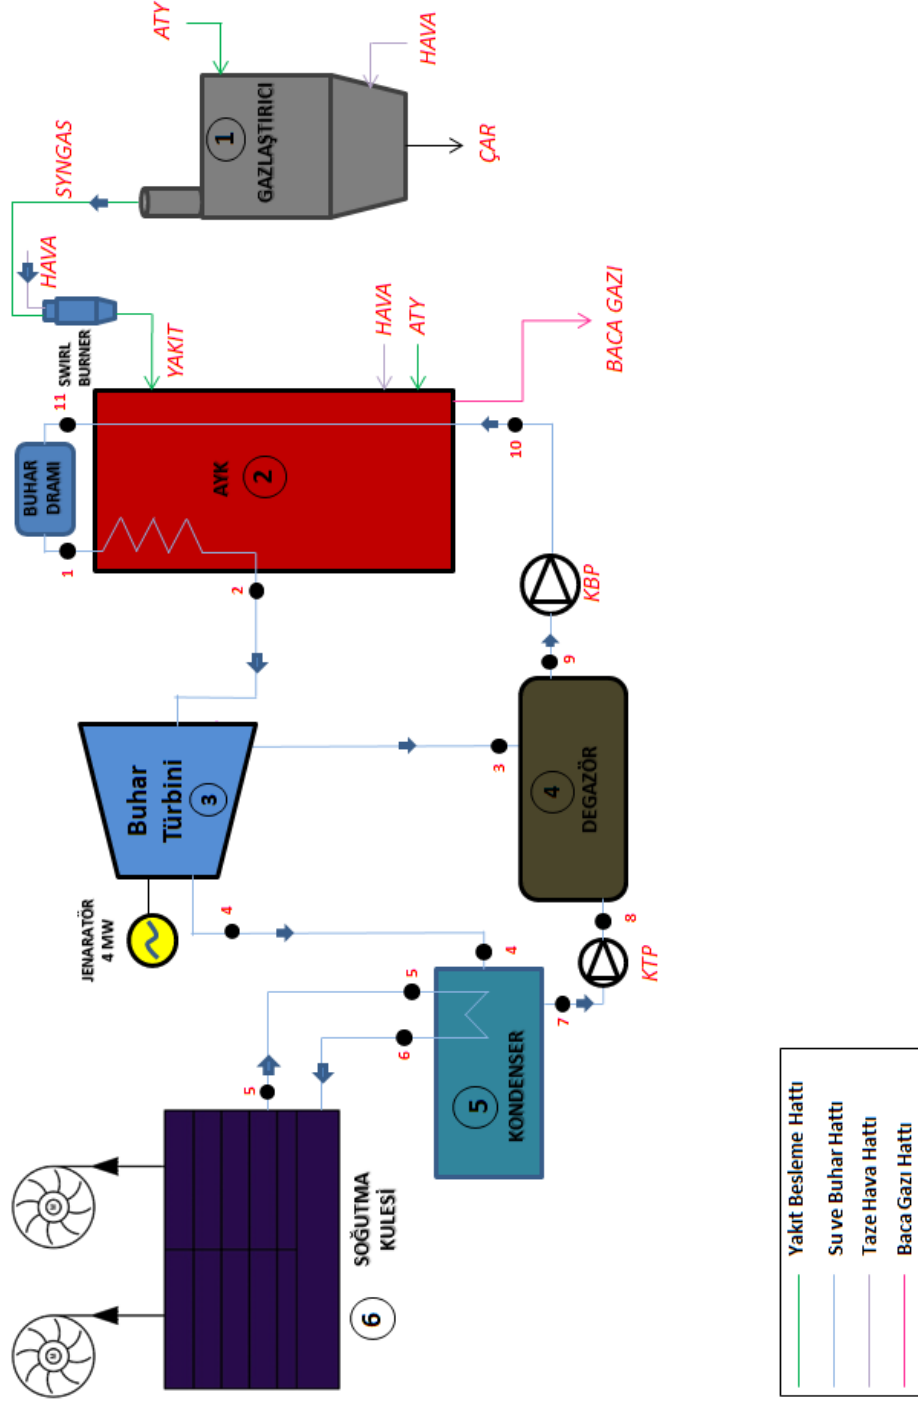 ATY
HAVA
SYNGAS
1
GAZLAŞTIRICI
ÇAR
HAVA
SWIRL
BURNER
YAKIT
HAVA
ATY
BACA GAZI
11
BUHAR
DRAMI
1
AYK
2
2
10
KBP
9
Buhar
Türbini
3
3
4
DEGAZÖR
JENARATÖR
4 MW
4
4
8
KTP
5
6
7
5
KONDENSER
5
SOĞUTMA
KULESİ
6
M
M
Yakıt Besleme Hattı
Su ve Buhar Hattı
Taze Hava Hattı
Baca Gazı Hattı